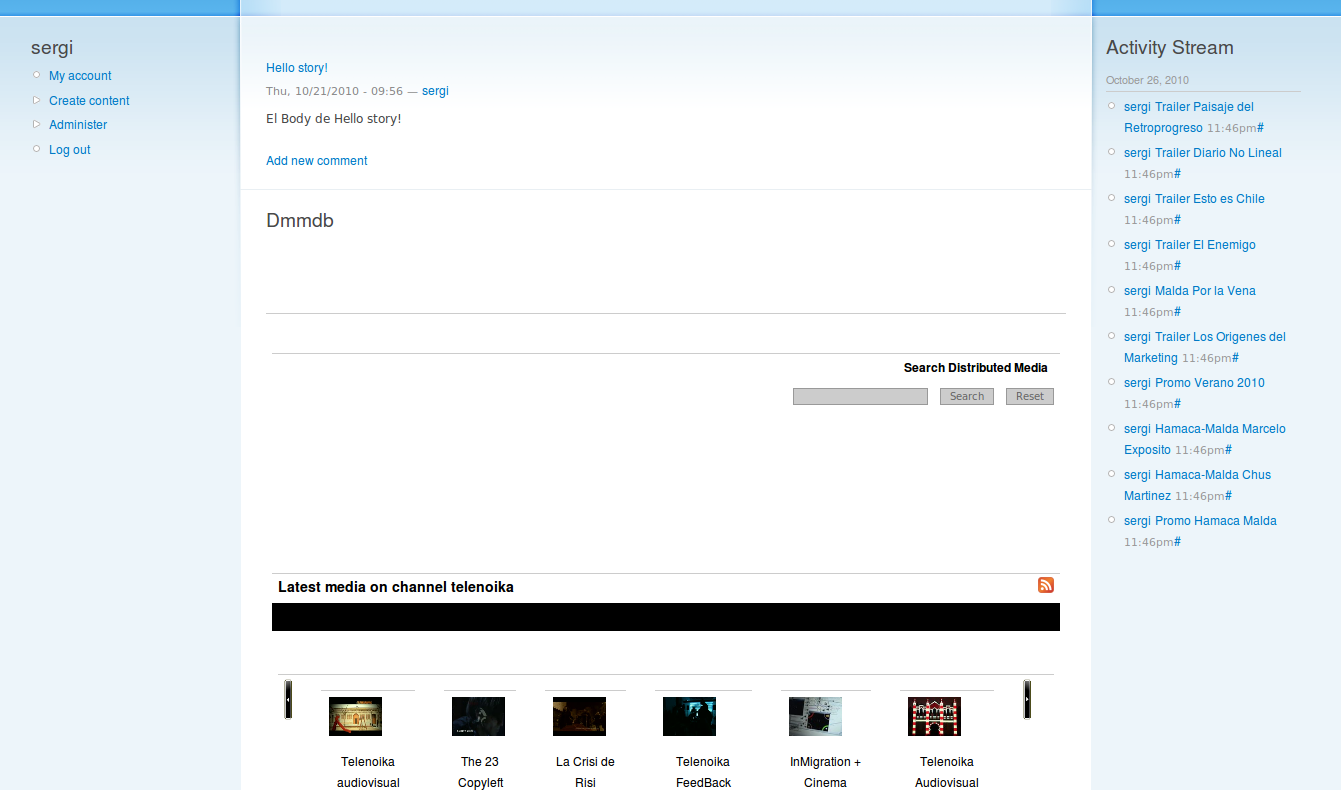 sergi
My account
Create content
Administer
Log out
Hello story!
Thu, 10/21/2010 - 09:56 — sergi
El Body de Hello story!
Add new comment
Dmmdb
Search Distributed Media
Search Reset
Latest media on channel telenoika
Telenoika
audiovisual
The 23
Copyleft
La Crisi de
Risi
Telenoika
FeedBack
InMigration +
Cinema
Telenoika
Audiovisual
Activity Stream
October 26, 2010
sergi Trailer Paisaje del
Retroprogreso 11:46pm#
sergi Trailer Diario No Lineal
11:46pm#
sergi Trailer Esto es Chile
11:46pm#
sergi Trailer El Enemigo
11:46pm#
sergi Malda Por la Vena
11:46pm#
sergi Trailer Los Origenes del
Marketing 11:46pm#
sergi Promo Verano 2010
11:46pm#
sergi Hamaca-Malda Marcelo
Exposito 11:46pm#
sergi Hamaca-Malda Chus
Martinez 11:46pm#
sergi Promo Hamaca Malda
11:46pm#